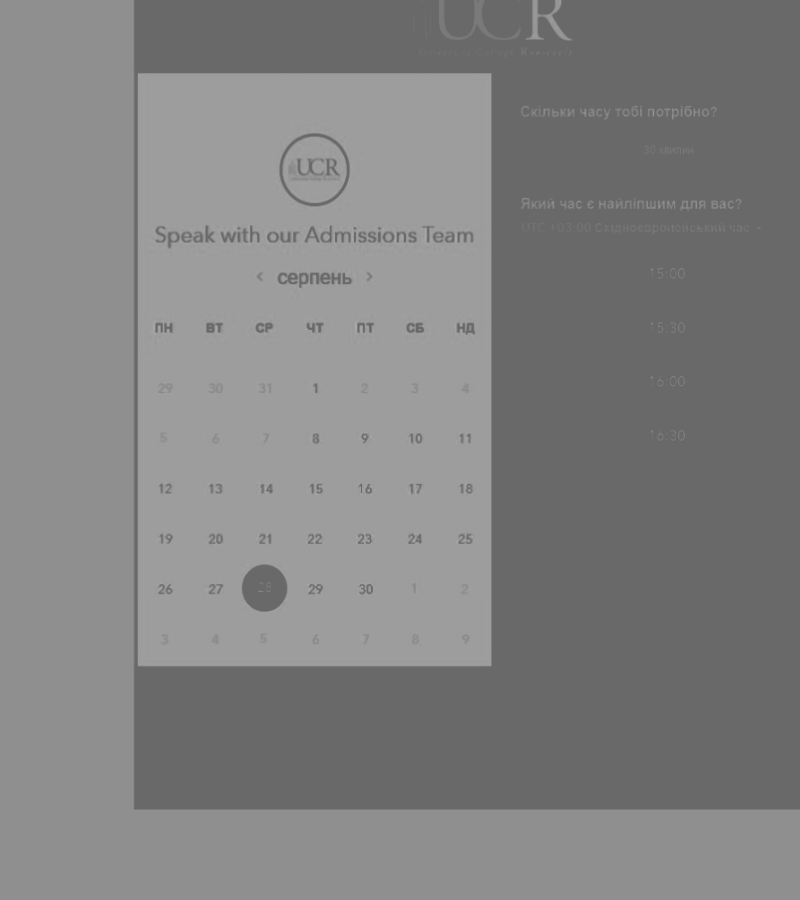 UCR
Speak with our Admissions Team
‹ серпень ›
ПН ВТ СР ЧТ ПТ СБ НД
29 30 31 1 2 3 4
5 6 7 8 9 10 11
12 13 14 15 16 17 18
19 20 21 22 23 24 25
26 27 28 29 30 1 2
3 4 5 6 7 8 9
Скільки часу тобі потрібно?
30 хвилин
Який час є найліпшим для вас?
UTC +03:00 Східноєвропейський час
15:00
15:30
16:00
16:30